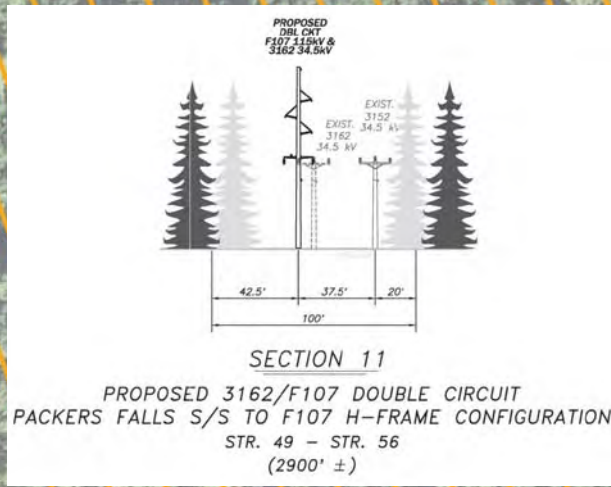 PROPOSED
DBL CKT
F107 115kV &
3162 34.5kV
EXIST.
3162
34.5 kV
EXIST.
3152
34.5 kV
42.5'
37.5'
20'
100'
SECTION 11
PROPOSED 3162/F107 DOUBLE CIRCUIT
PACKERS FALLS S/S TO F107 H-FRAME CONFIGURATION
STR. 49 - STR. 56
(2900' ±)